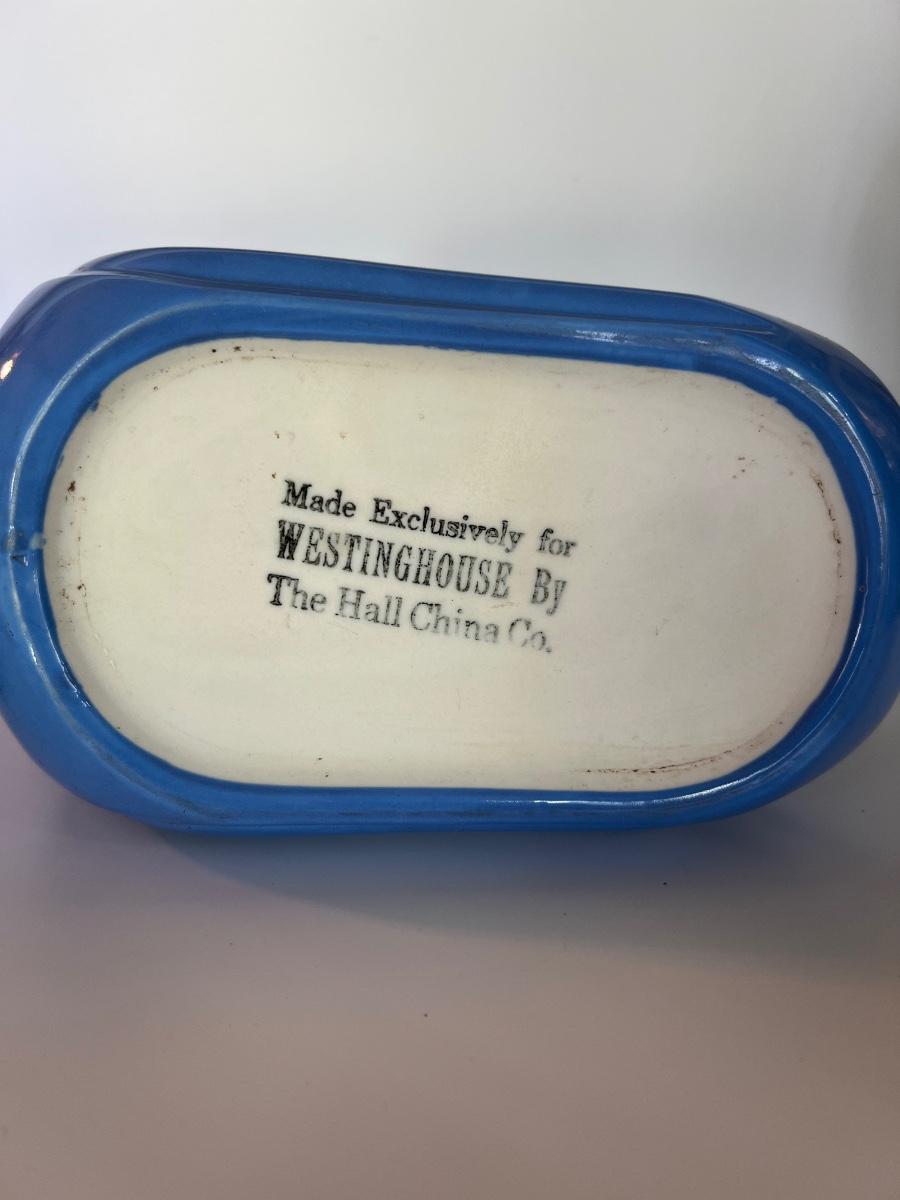 Made Exclusively for
WESTINGHOUSE By
The Hall China Co.